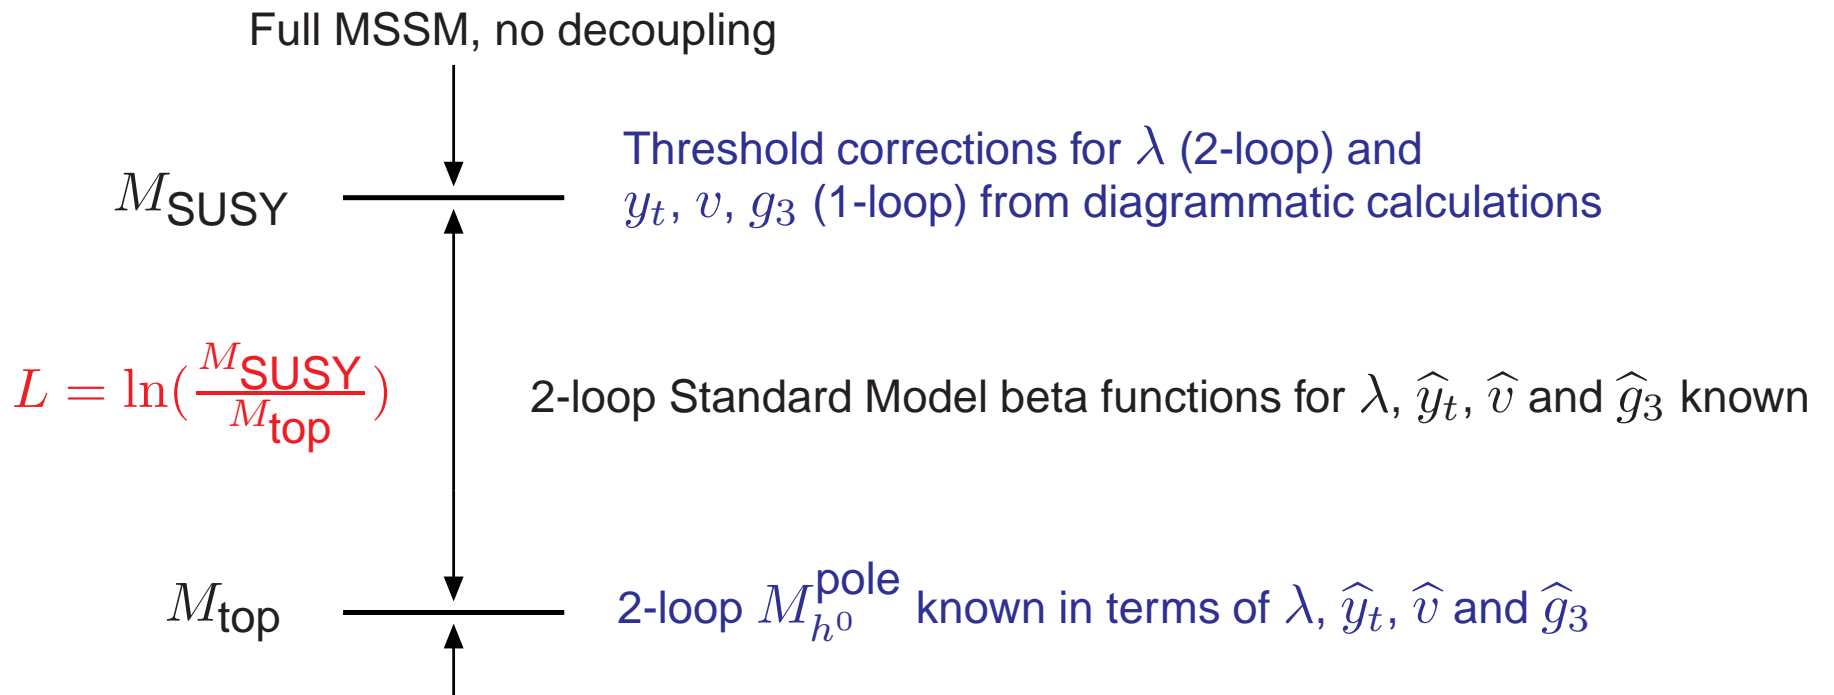 Full MSSM, no decoupling
Threshold corrections for λ (2-loop) and
M_SUSY
y_t, v, g_3 (1-loop) from diagrammatic calculations
L = ln(M_SUSY/M_top)
2-loop Standard Model beta functions for λ, ŷ_t, v̂ and ĝ_3 known
M_top
2-loop M_{h^0}^{pole} known in terms of λ, ŷ_t, v̂ and ĝ_3